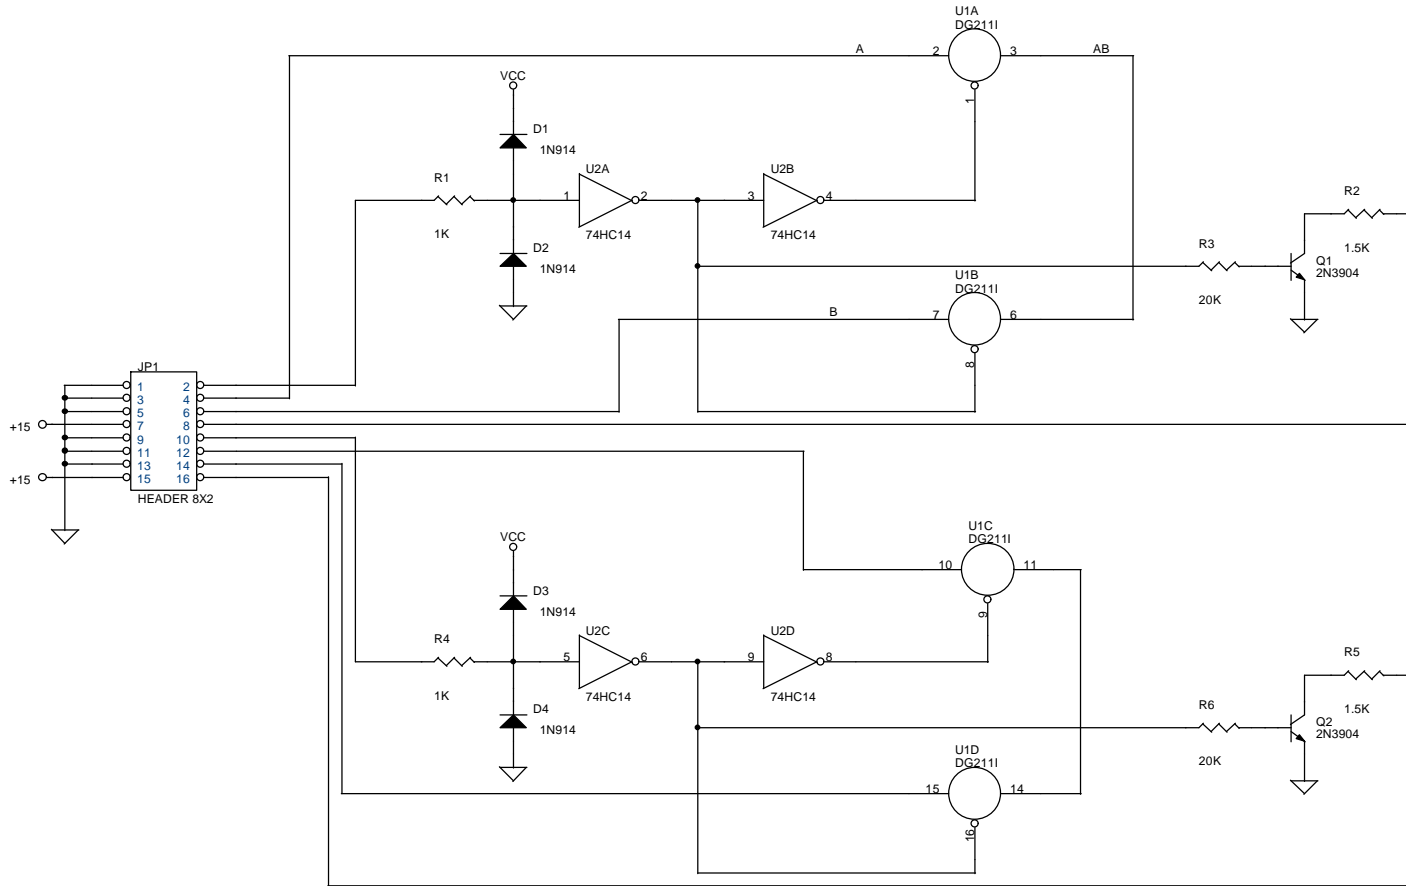 U1A
DG211I
A
2
3
AB
1
VCC
D1
1N914
R1
1K
1
U2A
2
74HC14
3
U2B
4
74HC14
D2
1N914
R2
1.5K
R3
20K
Q1
2N3904
U1B
DG211I
B
7
6
8
JP1
1 2
3 4
5 6
+15
7 8
9 10
11 12
13 14
+15
15 16
HEADER 8X2
U1C
DG211I
10
11
9
VCC
D3
1N914
R4
1K
5
U2C
6
74HC14
9
U2D
8
74HC14
D4
1N914
R5
1.5K
R6
20K
Q2
2N3904
U1D
DG211I
15
14
16